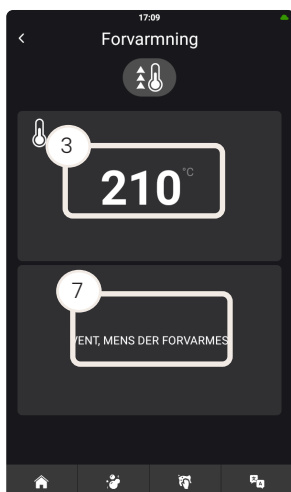 17:09
Forvarmning
3
210 °C
7
VENT, MENS DER FORVARMES